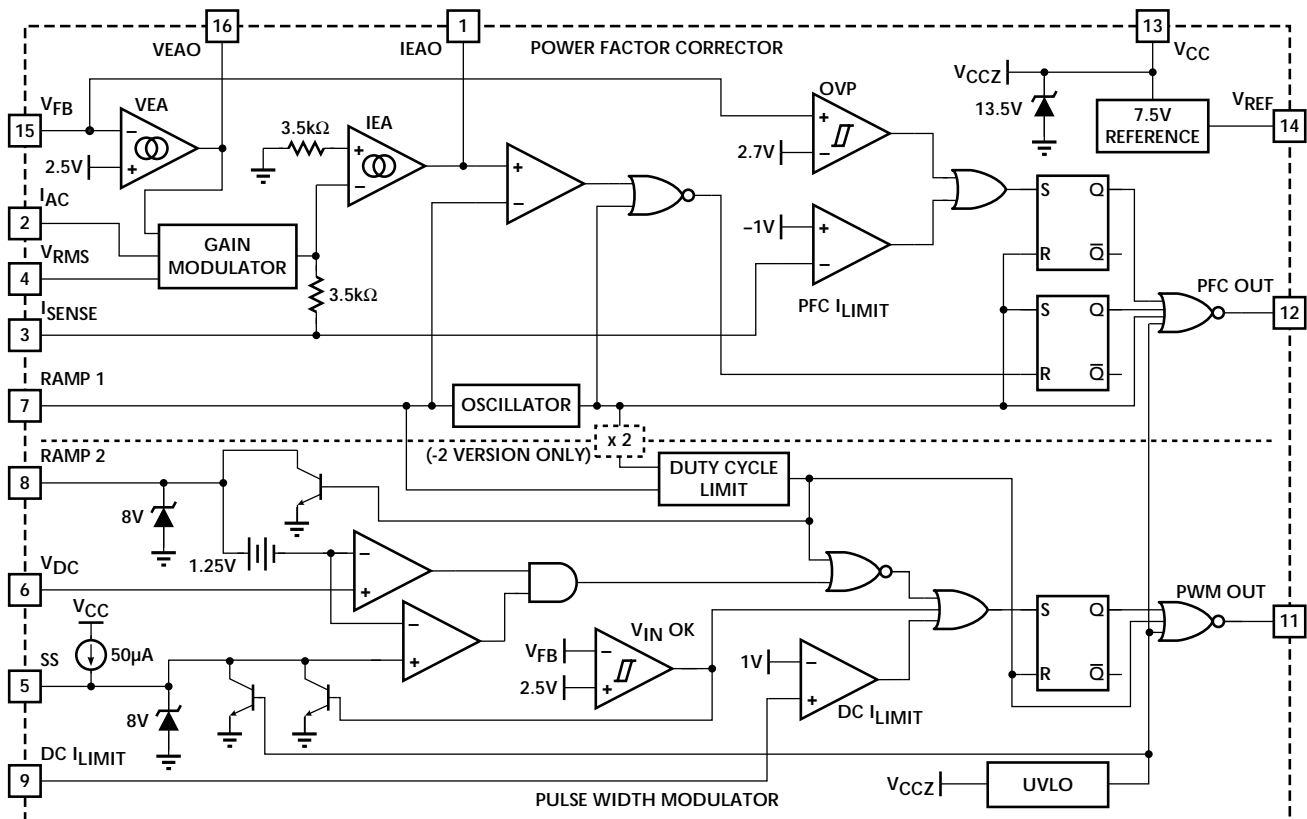 16
1
13
VEAO
IEAO
POWER FACTOR CORRECTOR
VCC
VCCZ
13.5V
7.5V
REFERENCE
VREF
14
15
VFB
VEA
−
+
2.5V
3.5kΩ
IEA
+
−
+
−
OVP
+
−
2.7V
2
IAC
4
VRMS
GAIN
MODULATOR
3.5kΩ
−1V
+
−
PFC ILIMIT
S
Q
R
Q̅
S
Q
R
Q̅
PFC OUT
12
3
ISENSE
7
RAMP 1
OSCILLATOR
x 2
(-2 VERSION ONLY)
DUTY CYCLE
LIMIT
8
RAMP 2
8V
1.25V
6
VDC
−
+
−
+
VCC
50µA
5
SS
8V
VFB
2.5V
−
+
VIN OK
1V
−
+
DC ILIMIT
S
Q
R
Q̅
PWM OUT
11
9
DC ILIMIT
VCCZ
UVLO
PULSE WIDTH MODULATOR